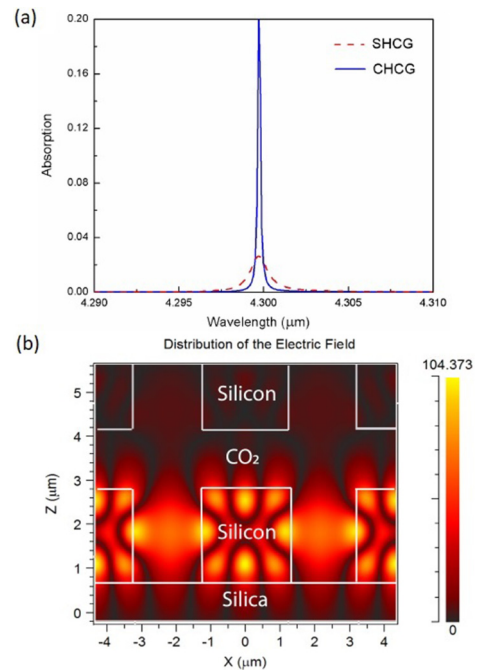 (a)
0.20
0.16
0.12
0.08
0.04
0.00
Absorption
SHCG
CHCG
4.290 4.295 4.300 4.305 4.310
Wavelength (μm)
(b)
Distribution of the Electric Field
104.373
5
4
3
2
1
0
Z (μm)
Silicon
CO₂
Silicon
Silica
0
-4 -3 -2 -1 0 1 2 3 4
X (μm)